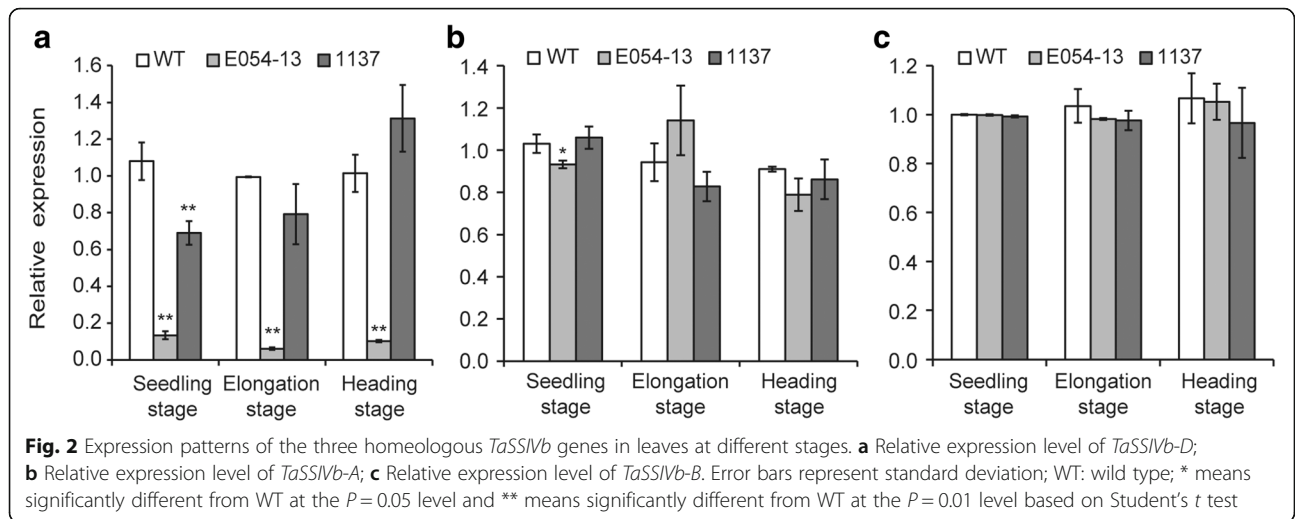 a
WT E054-13 1137
Relative expression
1.6
1.4
1.2
1.0
0.8
0.6
0.4
0.2
0.0
**
**
**
**
Seedling stage
Elongation stage
Heading stage
b
WT E054-13 1137
1.4
1.2
1.0
0.8
0.6
0.4
0.2
0.0
*
Seedling stage
Elongation stage
Heading stage
c
WT E054-13 1137
1.2
1.0
0.8
0.6
0.4
0.2
0.0
Seedling stage
Elongation stage
Heading stage
Fig. 2 Expression patterns of the three homeologous TaSSIVb genes in leaves at different stages. a Relative expression level of TaSSIVb-D;
b Relative expression level of TaSSIVb-A; c Relative expression level of TaSSIVb-B. Error bars represent standard deviation; WT: wild type; * means
significantly different from WT at the P = 0.05 level and ** means significantly different from WT at the P = 0.01 level based on Student's t test